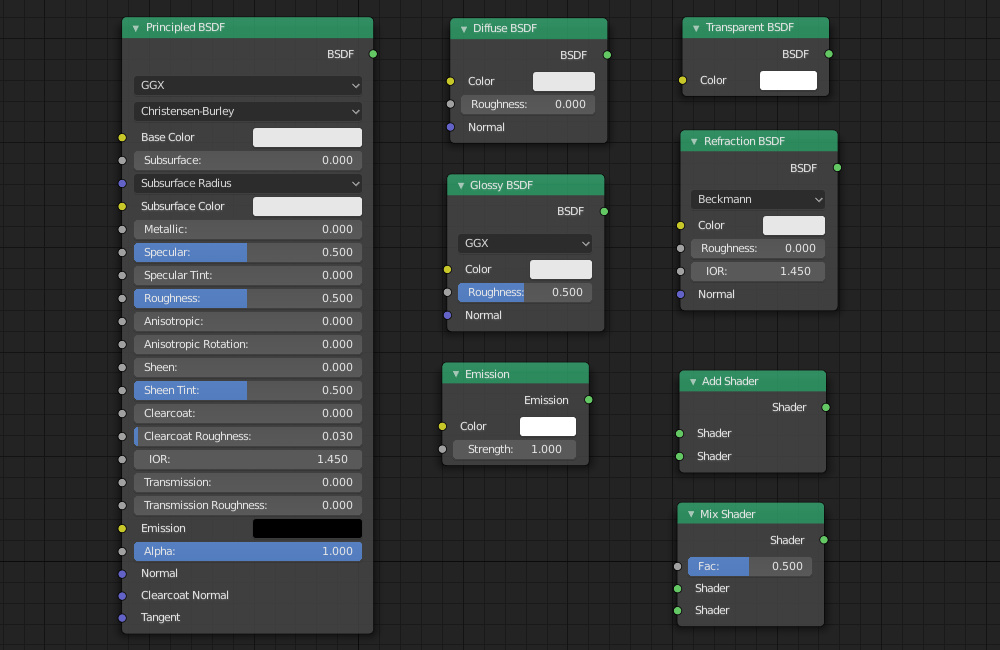 Principled BSDF
BSDF
GGX
Christensen-Burley
Base Color
Subsurface: 0.000
Subsurface Radius
Subsurface Color
Metallic: 0.000
Specular: 0.500
Specular Tint: 0.000
Roughness: 0.500
Anisotropic: 0.000
Anisotropic Rotation: 0.000
Sheen: 0.000
Sheen Tint: 0.500
Clearcoat: 0.000
Clearcoat Roughness: 0.030
IOR: 1.450
Transmission: 0.000
Transmission Roughness: 0.000
Emission
Alpha: 1.000
Normal
Clearcoat Normal
Tangent
Diffuse BSDF
BSDF
Color
Roughness: 0.000
Normal
Glossy BSDF
BSDF
GGX
Color
Roughness: 0.500
Normal
Emission
Emission
Color
Strength: 1.000
Transparent BSDF
BSDF
Color
Refraction BSDF
BSDF
Beckmann
Color
Roughness: 0.000
IOR: 1.450
Normal
Add Shader
Shader
Shader
Shader
Mix Shader
Shader
Fac: 0.500
Shader
Shader